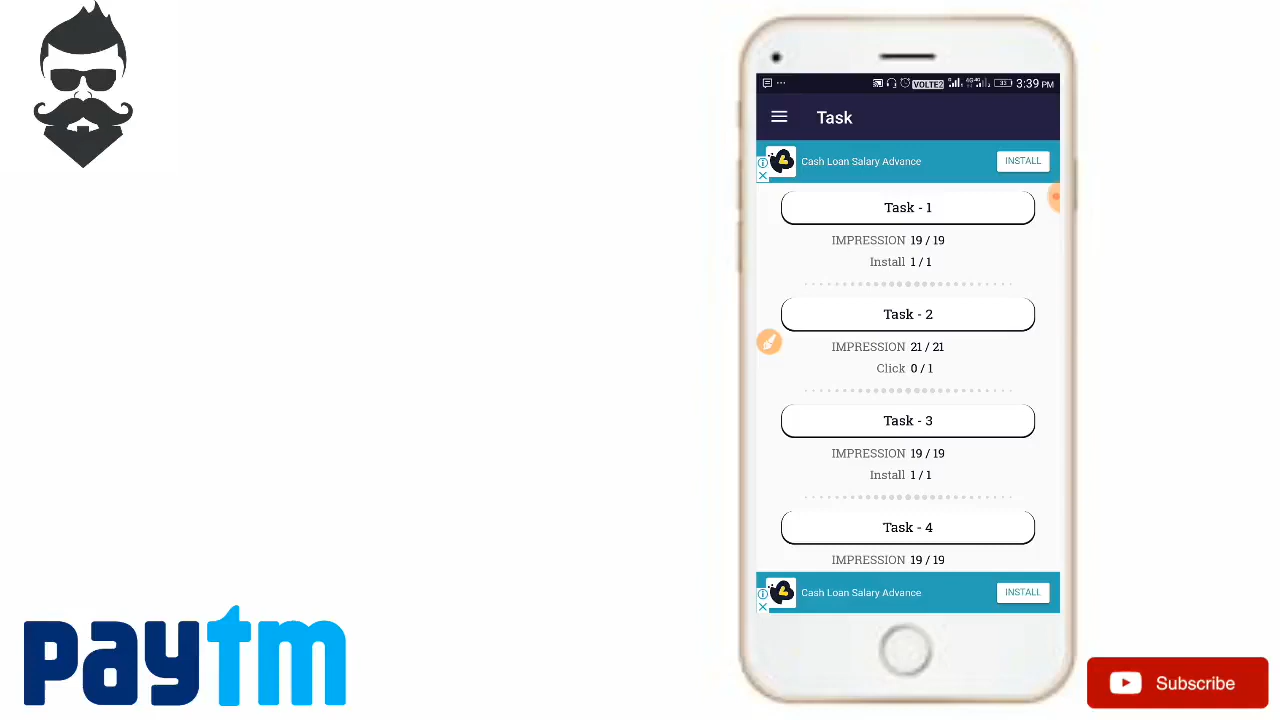 VOLTE2 33 3:39 PM
Task
Cash Loan Salary Advance INSTALL
Task - 1
IMPRESSION 19 / 19
Install 1 / 1
Task - 2
IMPRESSION 21 / 21
Click 0 / 1
Task - 3
IMPRESSION 19 / 19
Install 1 / 1
Task - 4
IMPRESSION 19 / 19
Cash Loan Salary Advance INSTALL
paytm
Subscribe